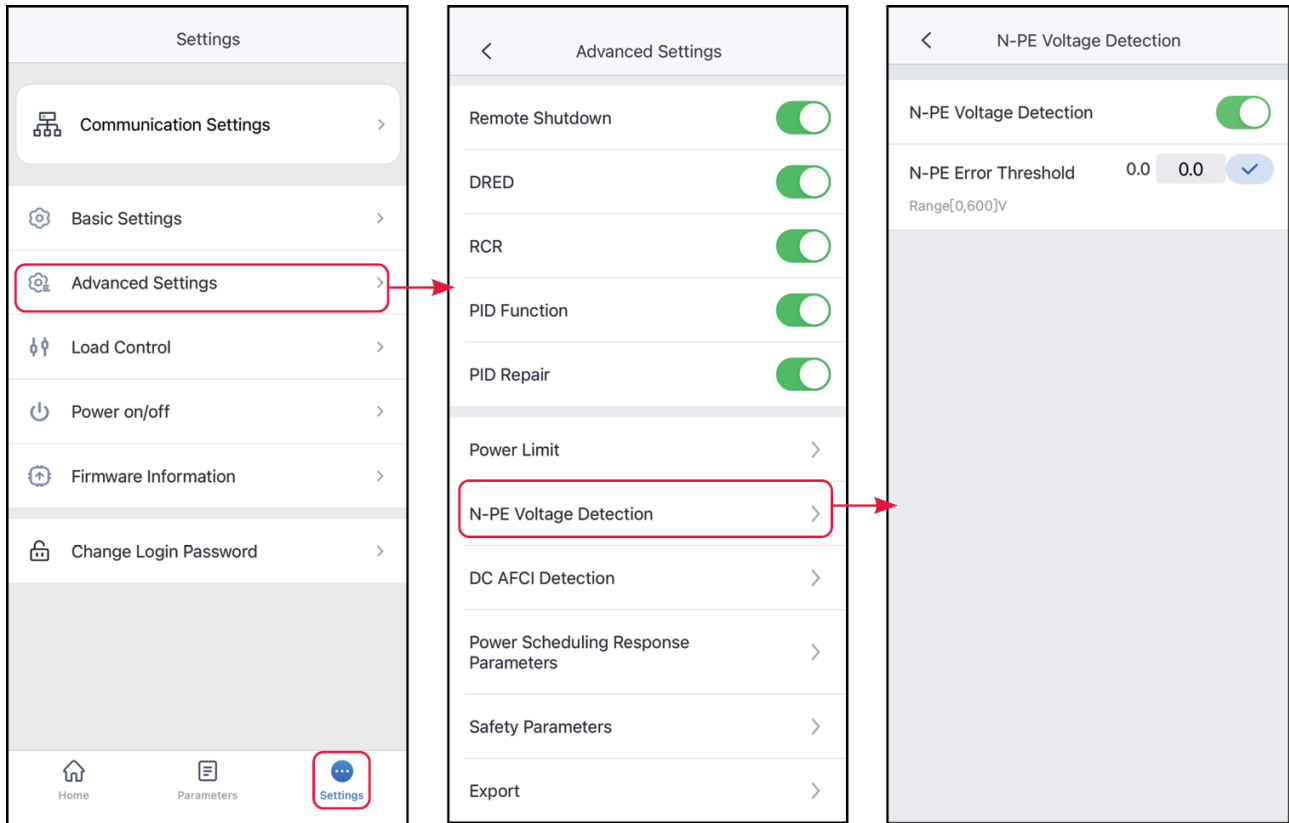 Settings
Communication Settings
Basic Settings
Advanced Settings
Load Control
Power on/off
Firmware Information
Change Login Password
Home
Parameters
Settings
Advanced Settings
Remote Shutdown
DRED
RCR
PID Function
PID Repair
Power Limit
N-PE Voltage Detection
DC AFCI Detection
Power Scheduling Response
Parameters
Safety Parameters
Export
N-PE Voltage Detection
N-PE Voltage Detection
N-PE Error Threshold 0.0 0.0
Range[0,600]V